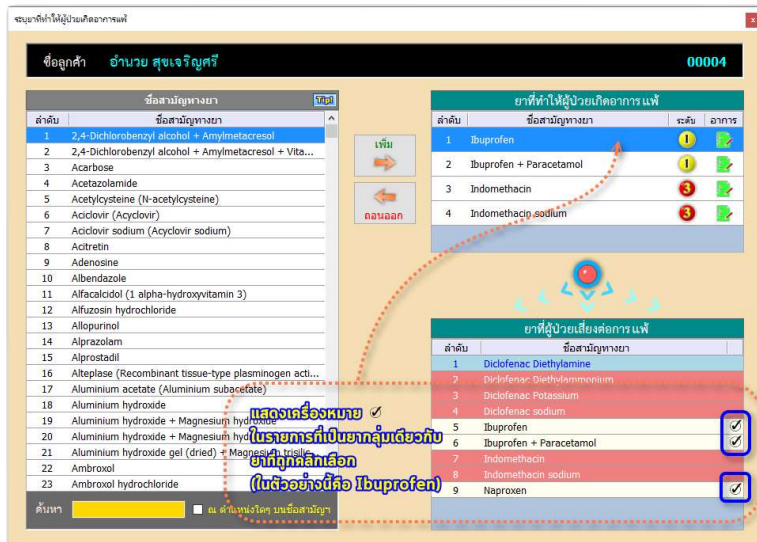 ระบุยาที่ทำให้ผู้ป่วยเกิดอาการแพ้
x
ชื่อลูกค้า อำนวย สุขเจริญศรี 00004
ชื่อสามัญทางยา Tip!
ลำดับ ชื่อสามัญทางยา
1 2,4-Dichlorobenzyl alcohol + Amylmetacresol
2 2,4-Dichlorobenzyl alcohol + Amylmetacresol + Vita...
3 Acarbose
4 Acetazolamide
5 Acetylcysteine (N-acetylcysteine)
6 Aciclovir (Acyclovir)
7 Aciclovir sodium (Acyclovir sodium)
8 Acitretin
9 Adenosine
10 Albendazole
11 Alfacalcidol (1 alpha-hydroxyvitamin 3)
12 Alfuzosin hydrochloride
13 Allopurinol
14 Alprazolam
15 Alprostadil
16 Alteplase (Recombinant tissue-type plasminogen acti...
17 Aluminium acetate (Aluminium subacetate)
18 Aluminium hydroxide
19 Aluminium hydroxide + Magnesium hydroxide
20 Aluminium hydroxide + Magnesium hyd
21 Aluminium hydroxide gel (dried) + Magnesium trisilic
22 Ambroxol
23 Ambroxol hydrochloride
ค้นหา ณ ตำแหน่งใดๆ บนชื่อสามัญฯ
เพิ่ม
ถอนออก
ยาที่ทำให้ผู้ป่วยเกิดอาการแพ้
ลำดับ ชื่อสามัญทางยา ระดับ อาการ
1 Ibuprofen 1
2 Ibuprofen + Paracetamol 1
3 Indomethacin 3
4 Indomethacin sodium 3
ยาที่ผู้ป่วยเสี่ยงต่อการแพ้
ลำดับ ชื่อสามัญทางยา
1 Diclofenac Diethylamine
2 Diclofenac Diethylammonium
3 Diclofenac Potassium
4 Diclofenac sodium
5 Ibuprofen ✓
6 Ibuprofen + Paracetamol ✓
7 Indomethacin
8 Indomethacin sodium
9 Naproxen ✓
แสดงเครื่องหมาย ✓
ในรายการที่เป็นยากลุ่มเดียวกับ
ยาที่ถูกคลิกเลือก
(ในตัวอย่างนี้คือ Ibuprofen)